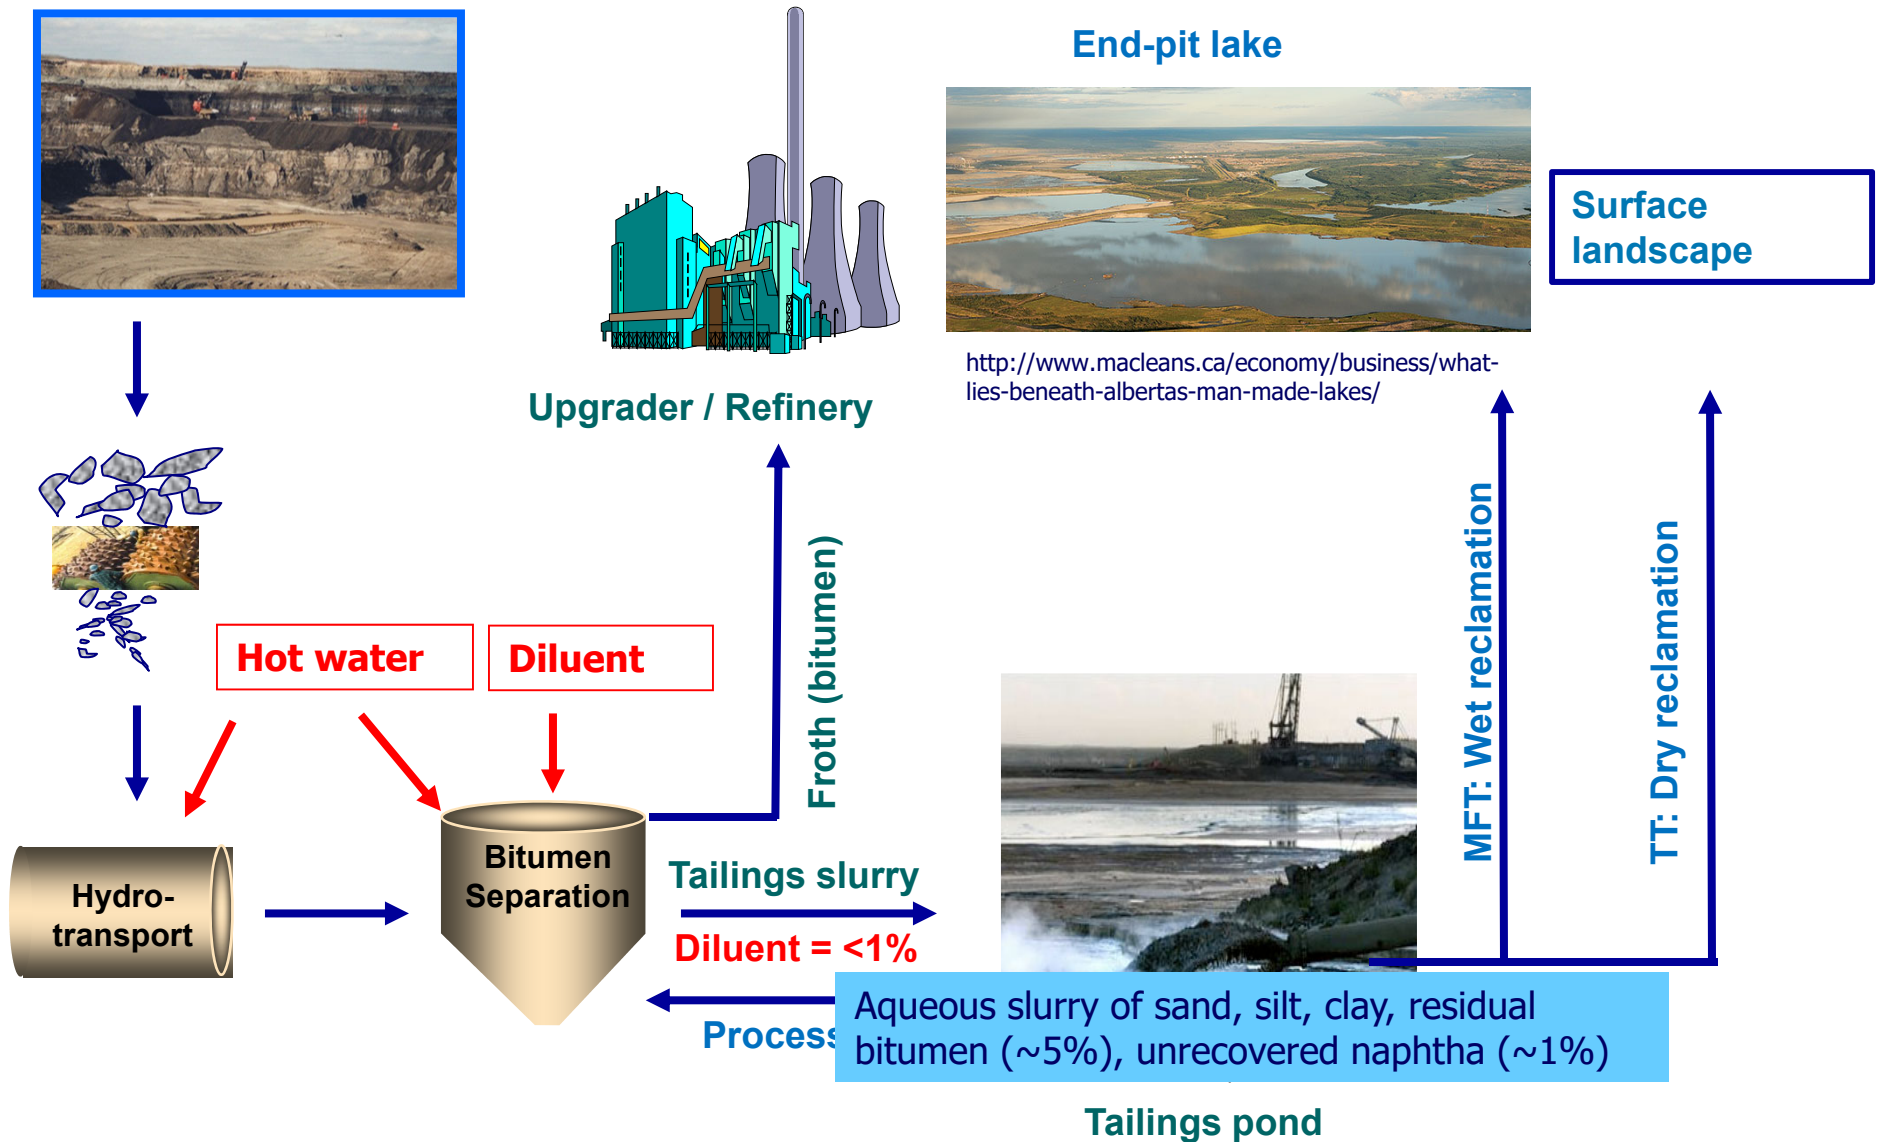 End-pit lake
Surface
landscape
http://www.macleans.ca/economy/business/what-
lies-beneath-albertas-man-made-lakes/
Upgrader / Refinery
Froth (bitumen)
MFT: Wet reclamation
TT: Dry reclamation
Hot water
Diluent
Hydro-
transport
Bitumen
Separation
Tailings slurry
Diluent = <1%
Process
Aqueous slurry of sand, silt, clay, residual
bitumen (~5%), unrecovered naphtha (~1%)
Tailings pond